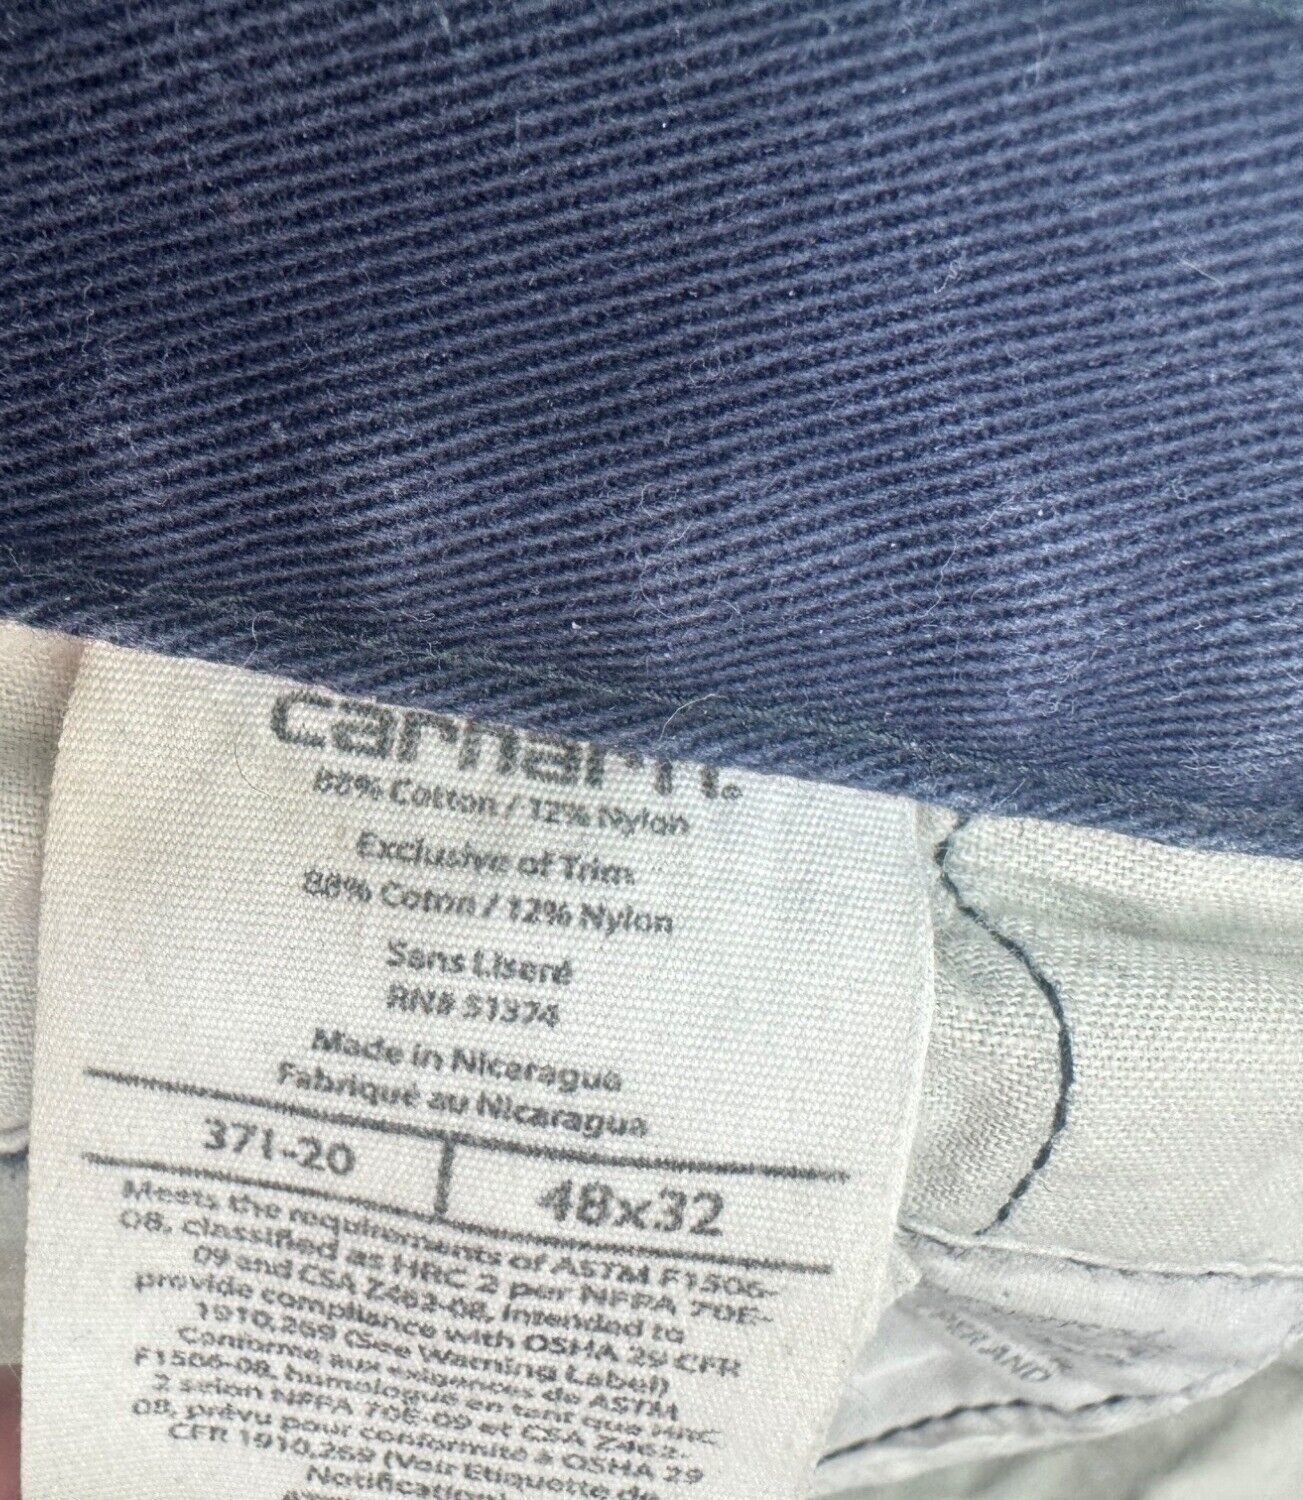 carhartt.
88% Cotton / 12% Nylon
Exclusive of Trim
88% Coton / 12% Nylon
Sans Liseré
RN# 51374
Made in Nicaragua
Fabriqué au Nicaragua
371-20
48x32
Meets the requirements of ASTM F1506-
08, classified as HRC 2 per NFPA 70E-
09 and CSA Z462-08. Intended to
provide compliance with OSHA 29 CFR
1910.269 (See Warning Label)
Conforme aux exigences de ASTM
F1506-08, homologué en tant que HRC
2 selon NFPA 70E-09 et CSA Z462-
08, prévu pour conformité à OSHA 29
CFR 1910.269 (Voir Etiquette de
Notification)
AND